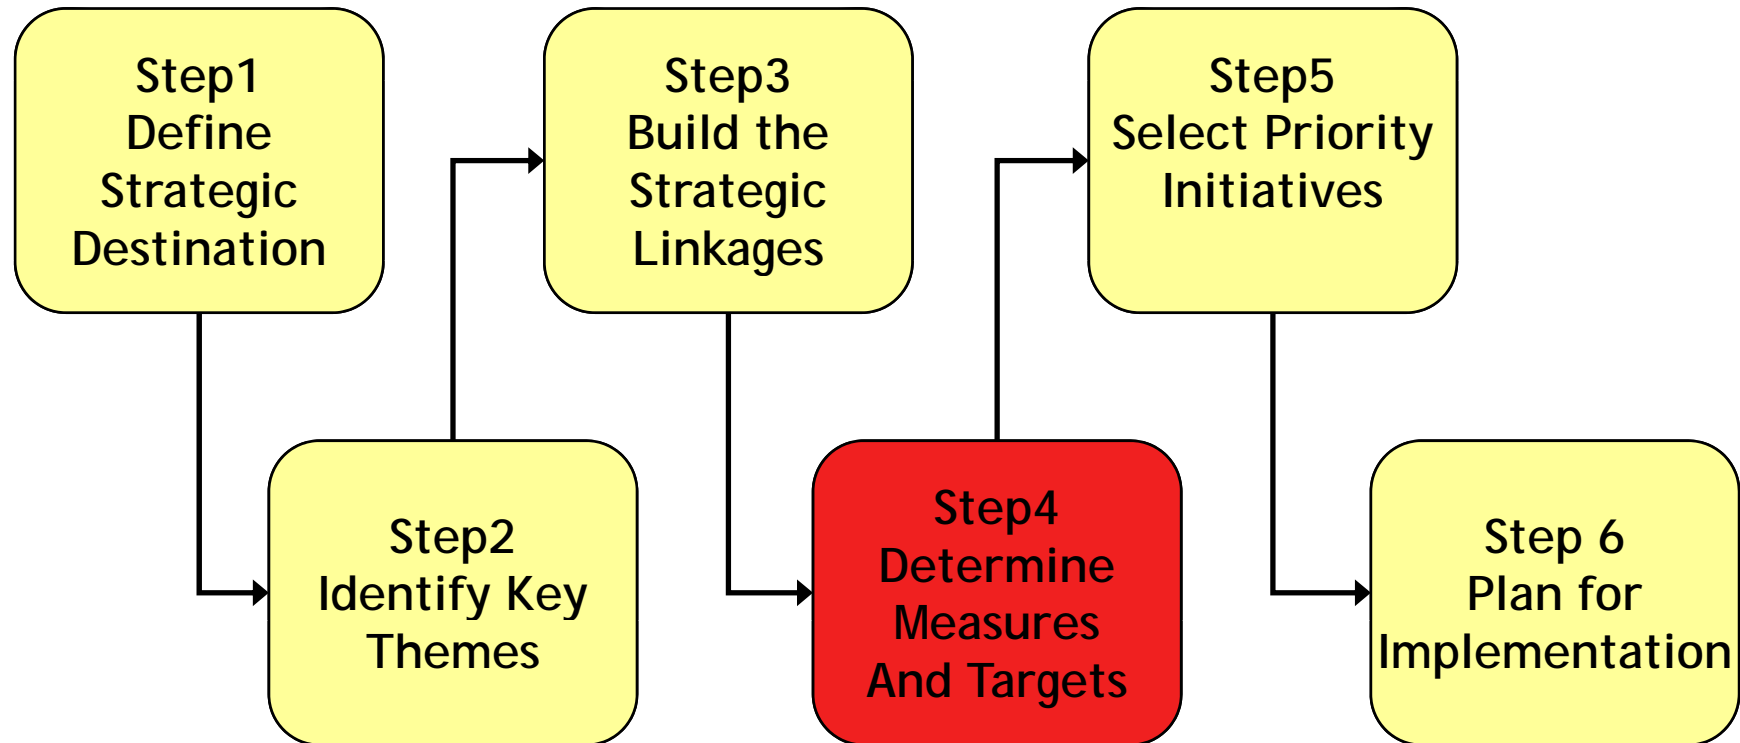 Step1
Define
Strategic
Destination
Step2
Identify Key
Themes
Step3
Build the
Strategic
Linkages
Step4
Determine
Measures
And Targets
Step5
Select Priority
Initiatives
Step 6
Plan for
Implementation